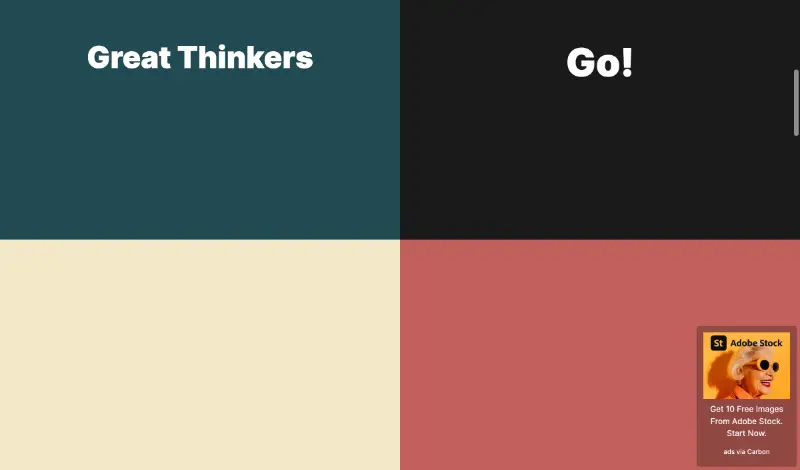 Great Thinkers
Go!
St Adobe Stock
Get 10 Free Images
From Adobe Stock.
Start Now.
ads via Carbon